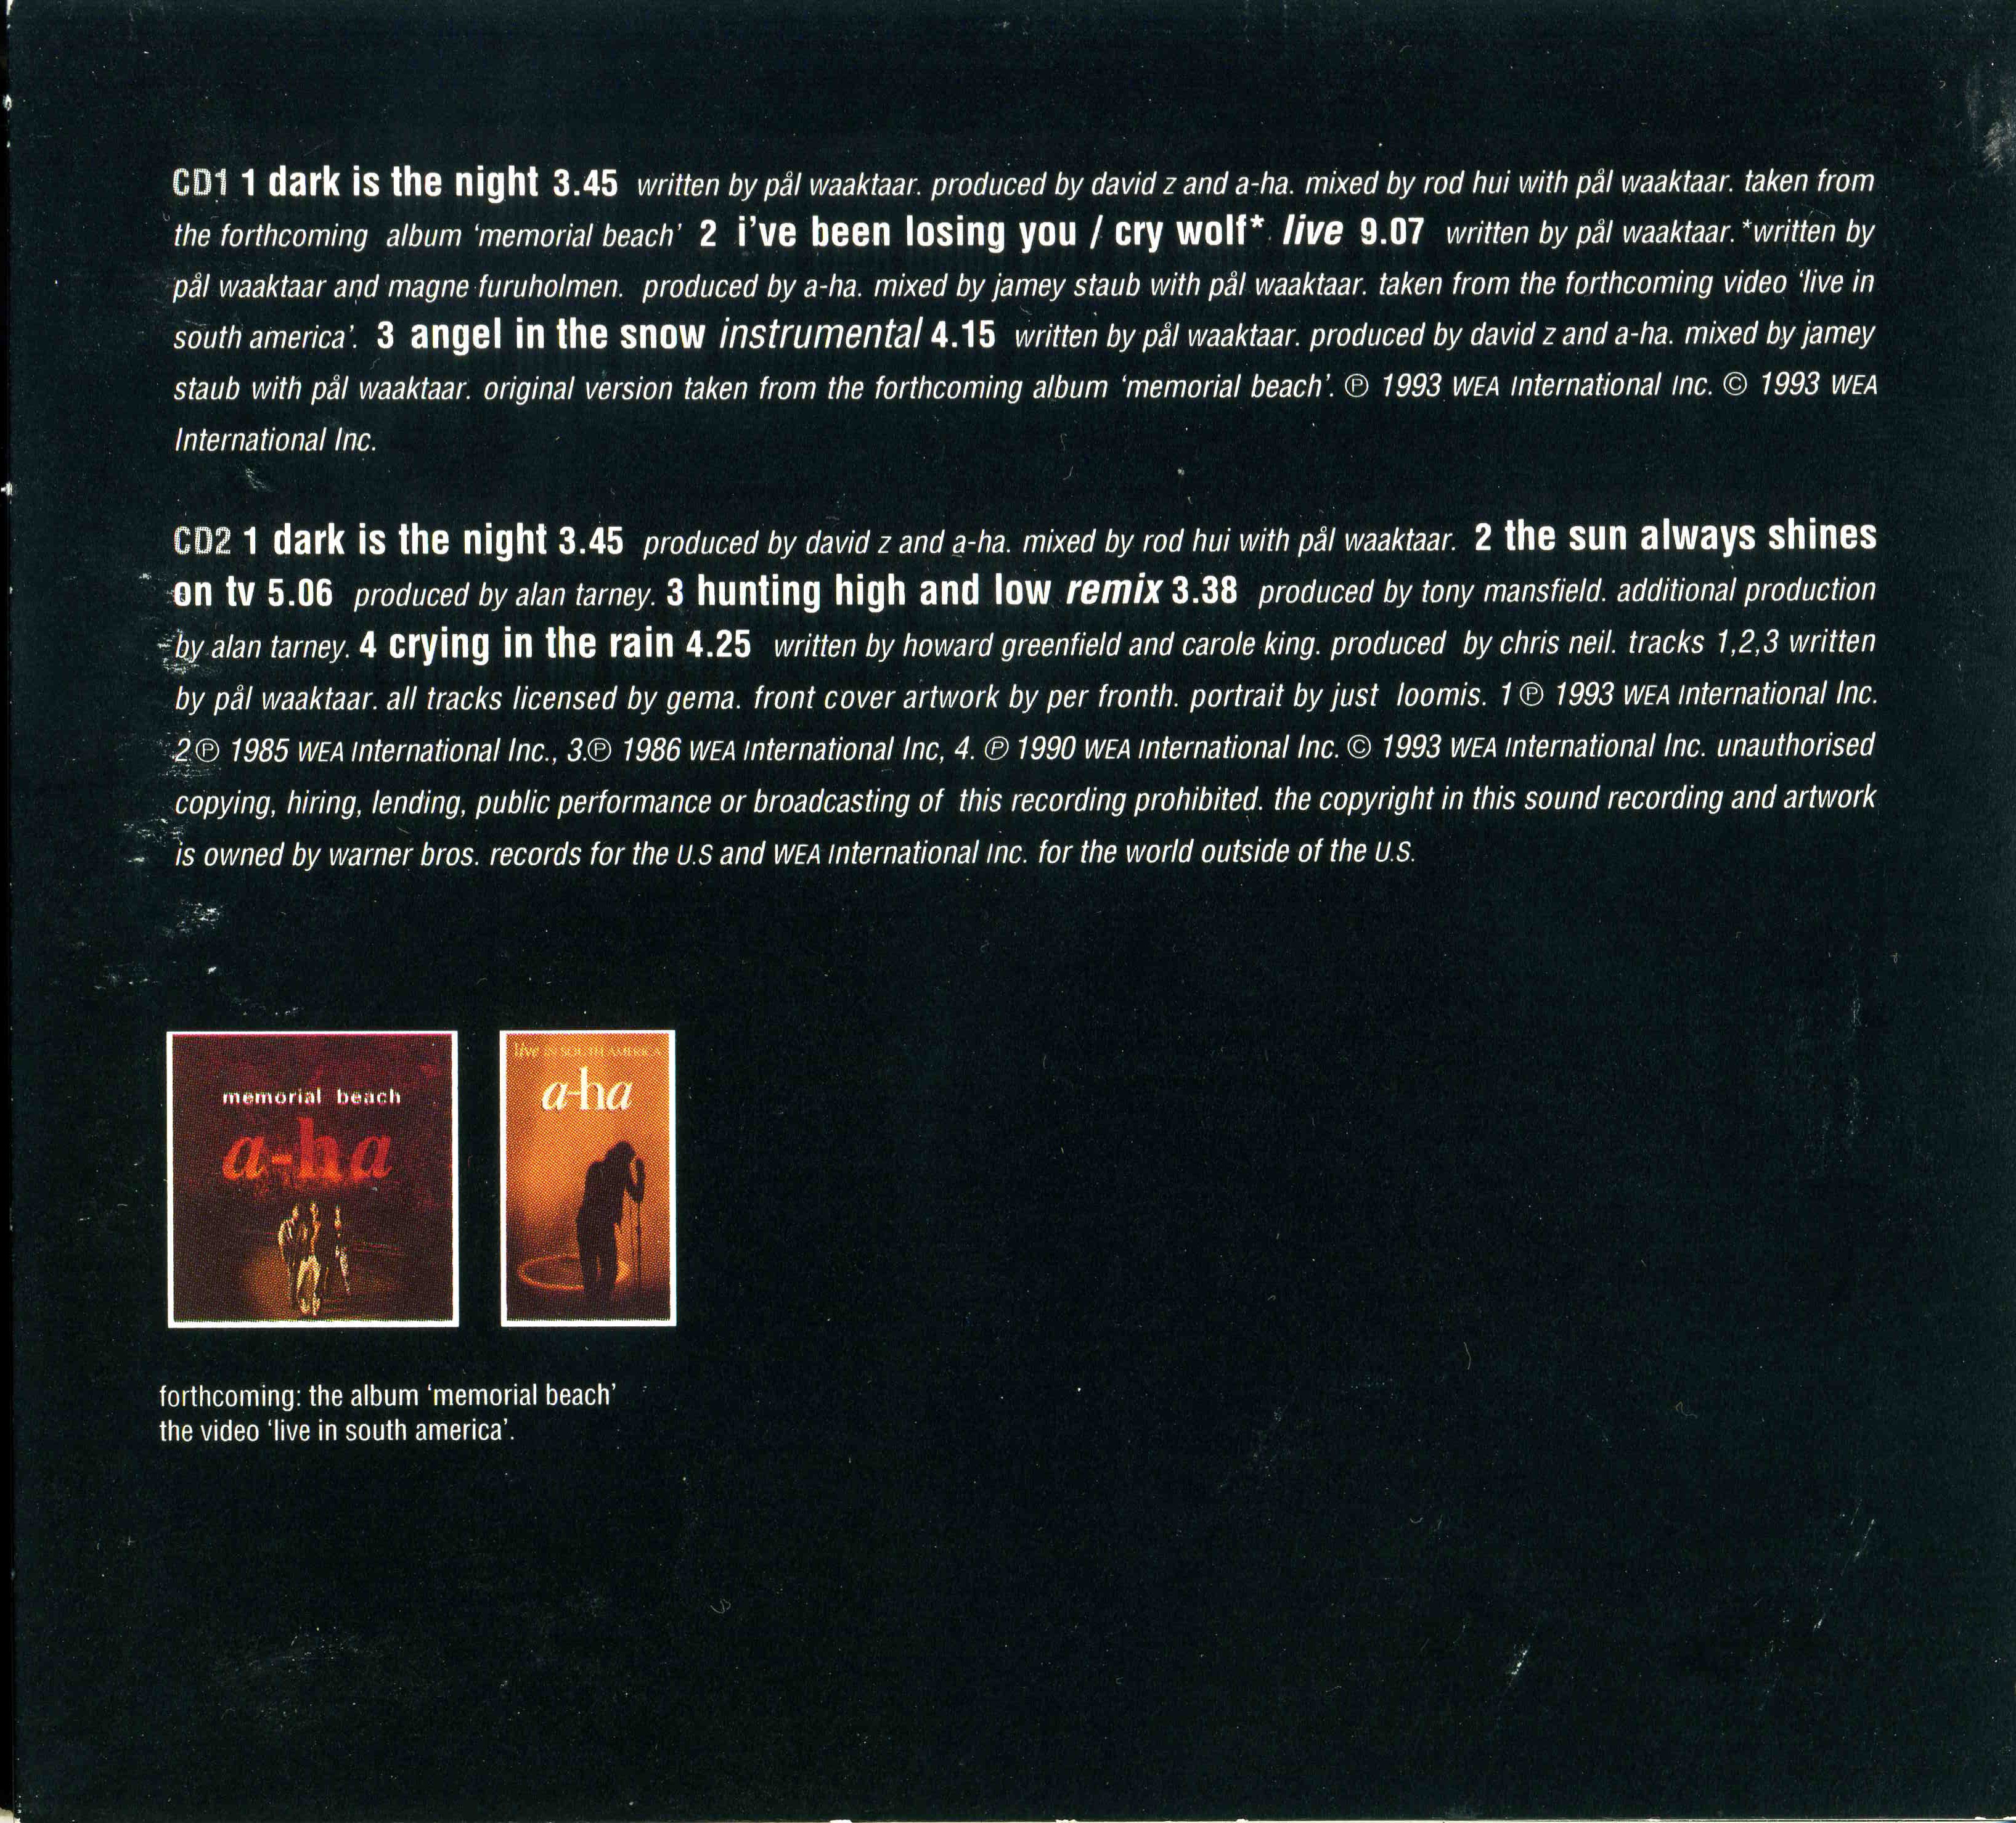 CD1 1 dark is the night 3.45 written by pål waaktaar. produced by david z and a-ha. mixed by rod hui with pål waaktaar. taken from
the forthcoming album ‘memorial beach’ 2 i’ve been losing you / cry wolf* live 9.07 written by pål waaktaar. *written by
pål waaktaar and magne furuholmen. produced by a-ha. mixed by jamey staub with pål waaktaar. taken from the forthcoming video ‘live in
south america’. 3 angel in the snow instrumental 4.15 written by pål waaktaar. produced by david z and a-ha. mixed by jamey
staub with pål waaktaar. original version taken from the forthcoming album ‘memorial beach’. ℗ 1993 WEA International Inc. © 1993 WEA
International Inc.
CD2 1 dark is the night 3.45 produced by david z and a-ha. mixed by rod hui with pål waaktaar. 2 the sun always shines
on tv 5.06 produced by alan tarney. 3 hunting high and low remix 3.38 produced by tony mansfield. additional production
by alan tarney. 4 crying in the rain 4.25 written by howard greenfield and carole king. produced by chris neil. tracks 1,2,3 written
by pål waaktaar. all tracks licensed by gema. front cover artwork by per fronth. portrait by just loomis. 1 ℗ 1993 WEA International Inc.
2 ℗ 1985 WEA International Inc., 3.℗ 1986 WEA International Inc, 4. ℗ 1990 WEA International Inc. © 1993 WEA International Inc. unauthorised
copying, hiring, lending, public performance or broadcasting of this recording prohibited. the copyright in this sound recording and artwork
is owned by warner bros. records for the U.S and WEA International Inc. for the world outside of the U.S.
memorial beach
a-ha
live IN SOUTH AMERICA
a-ha
forthcoming: the album ‘memorial beach’
the video ‘live in south america’.